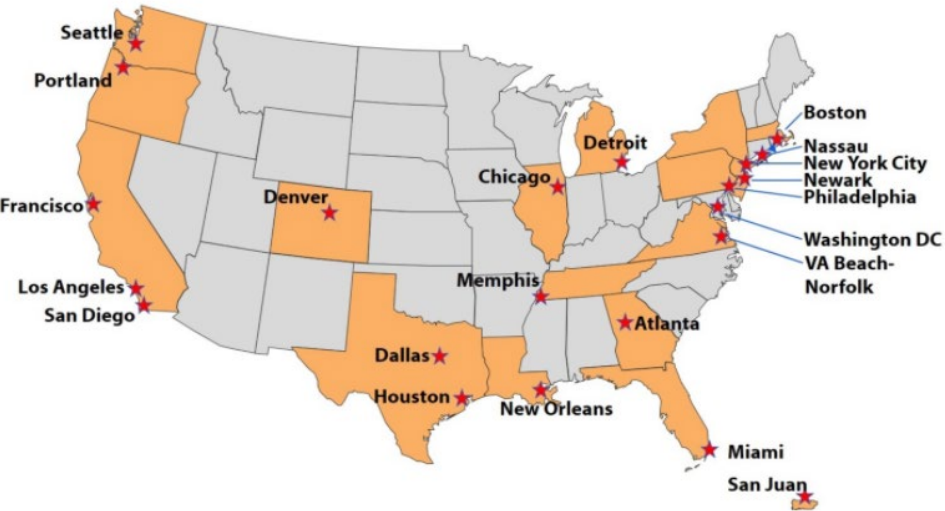 Seattle
Portland
Francisco
Los Angeles
San Diego
Denver
Dallas
Houston
New Orleans
Memphis
Chicago
Detroit
Atlanta
Miami
San Juan
Boston
Nassau
New York City
Newark
Philadelphia
Washington DC
VA Beach-
Norfolk